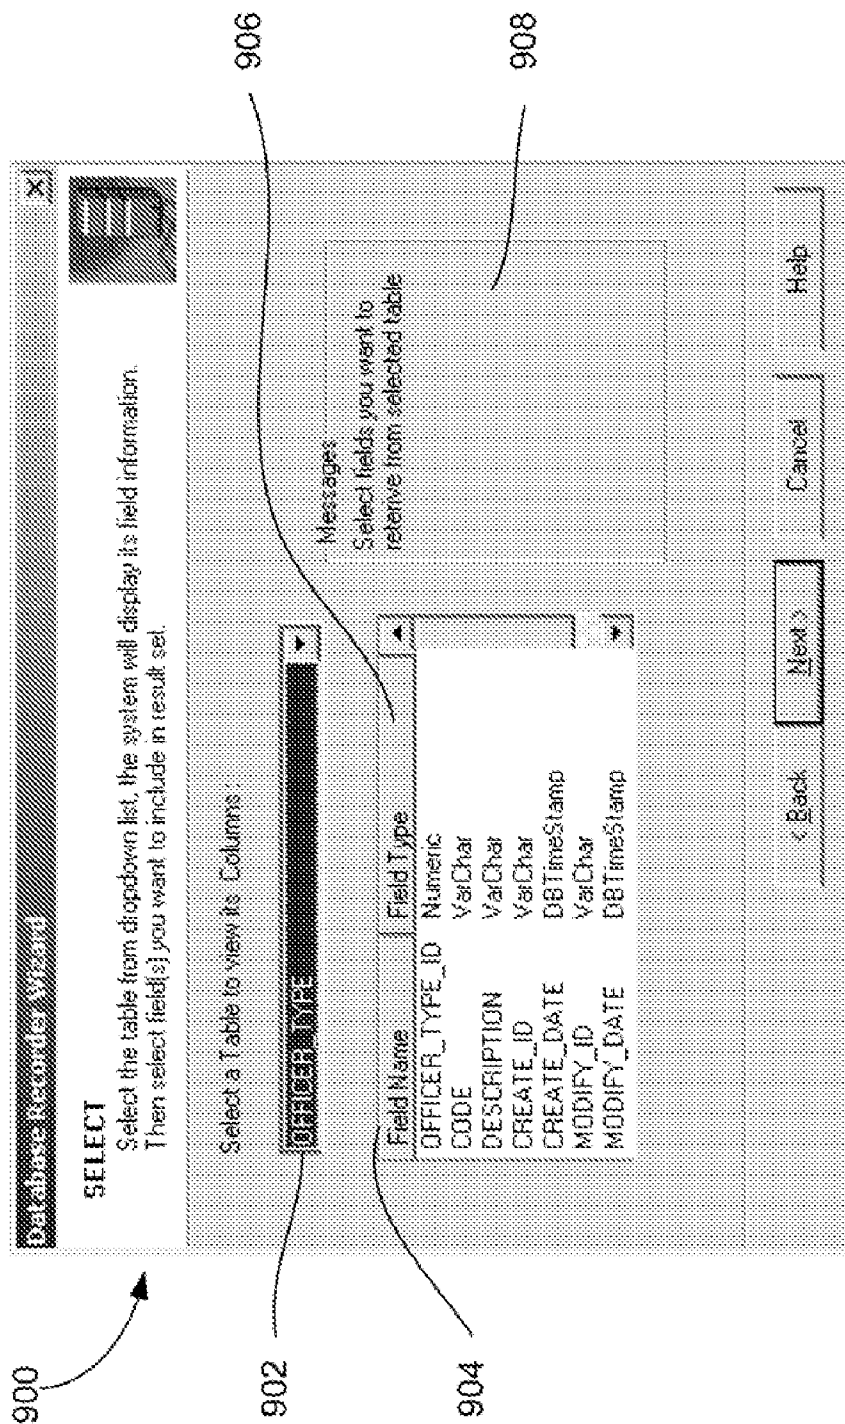 900
Database Recorder Wizard
SELECT
Select the table from dropdown list, the system will display its field information.
Then select field(s) you want to include in result set.
Select a Table to view its Columns :
902
OFFICER_TYPE
906
904
Field Name Field Type
OFFICER_TYPE_ID Numeric
CODE VarChar
DESCRIPTION VarChar
CREATE_ID VarChar
CREATE_DATE DBTimeStamp
MODIFY_ID VarChar
MODIFY_DATE DBTimeStamp
Messages
Select fields you want to
reterive from selected table
908
< Back Next > Cancel Help